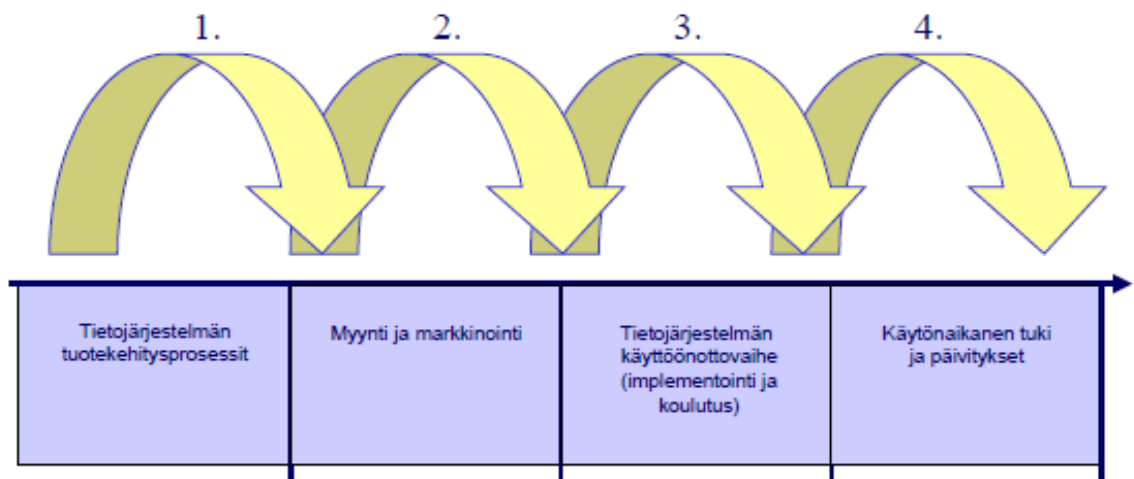 1.
2.
3.
4.
Tietojärjestelmän
tuotekehitysprosessit
Myynti ja markkinointi
Tietojärjestelmän
käyttöönottovaihe
(implementointi ja
koulutus)
Käytönaikanen tuki
ja päivitykset